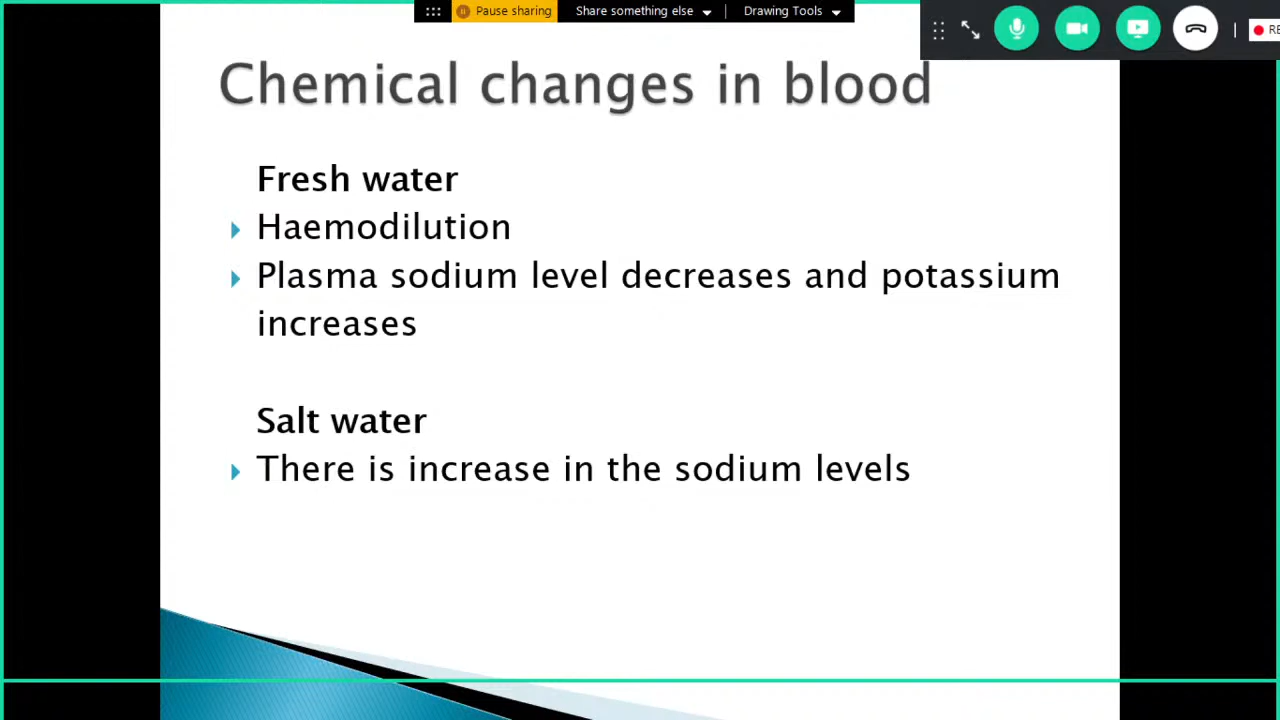 Pause sharing
Share something else
Drawing Tools
RE
Chemical changes in blood
Fresh water
Haemodilution
Plasma sodium level decreases and potassium
increases
Salt water
There is increase in the sodium levels